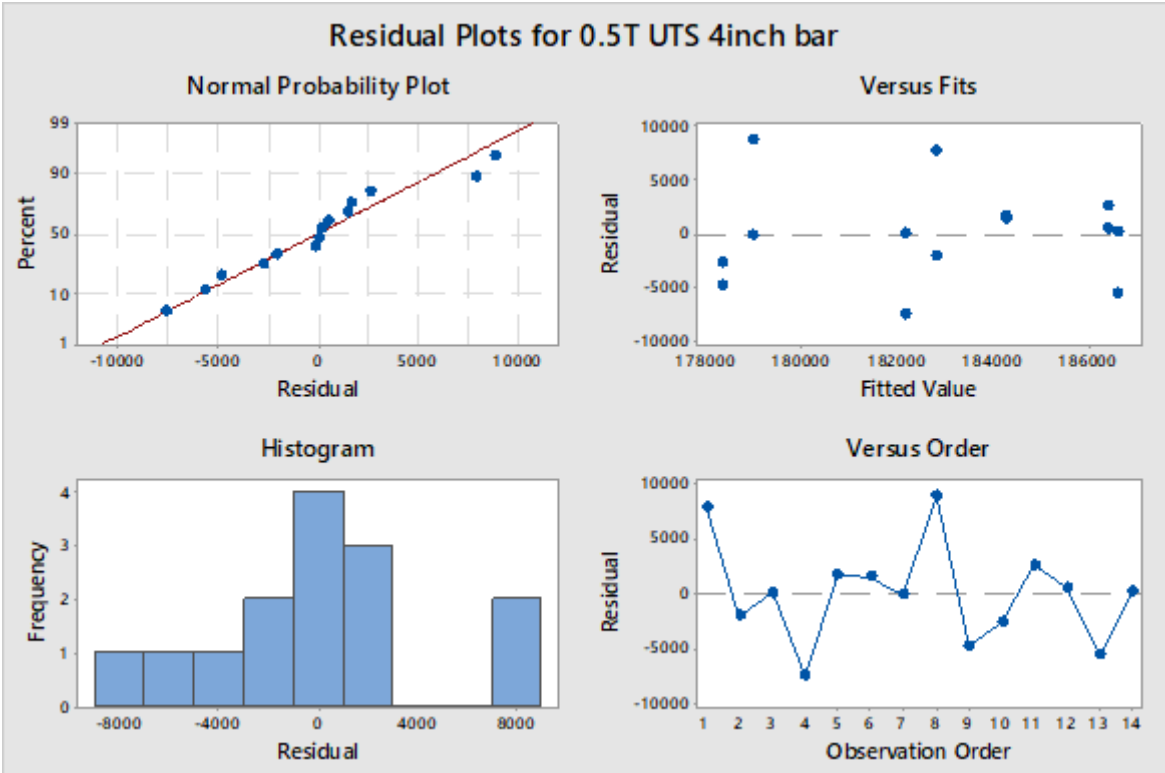 Residual Plots for 0.5T UTS 4inch bar
Normal Probability Plot
99
90
50
10
1
Percent
-10000 -5000 0 5000 10000
Residual
Versus Fits
10000
5000
0
-5000
-10000
Residual
178000 180000 182000 184000 186000
Fitted Value
Histogram
4
3
2
1
0
Frequency
-8000 -4000 0 4000 8000
Residual
Versus Order
10000
5000
0
-5000
-10000
Residual
1 2 3 4 5 6 7 8 9 10 11 12 13 14
Observation Order